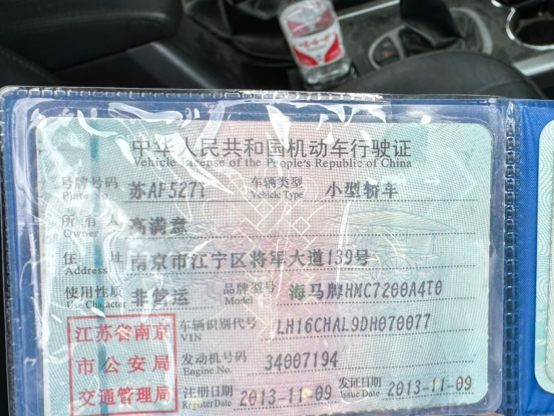 中华人民共和国机动车行驶证
Vehicle License of the People's Republic of China
号牌号码 苏AF527T 车辆类型 小型轿车
Plate No. Vehicle Type
所有人 高满意
Owner
住址 南京市江宁区将军大道139号
Address
使用性质 非营运 品牌型号 海马牌HMC7200A4T0
Use Character Model
江苏省南京
市公安局
交通管理局
车辆识别代号 LH16CHAL9DH070077
VIN
发动机号码 34007194
Engine No.
注册日期 2013-11-09 发证日期 2013-11-09
Register Date Issue Date